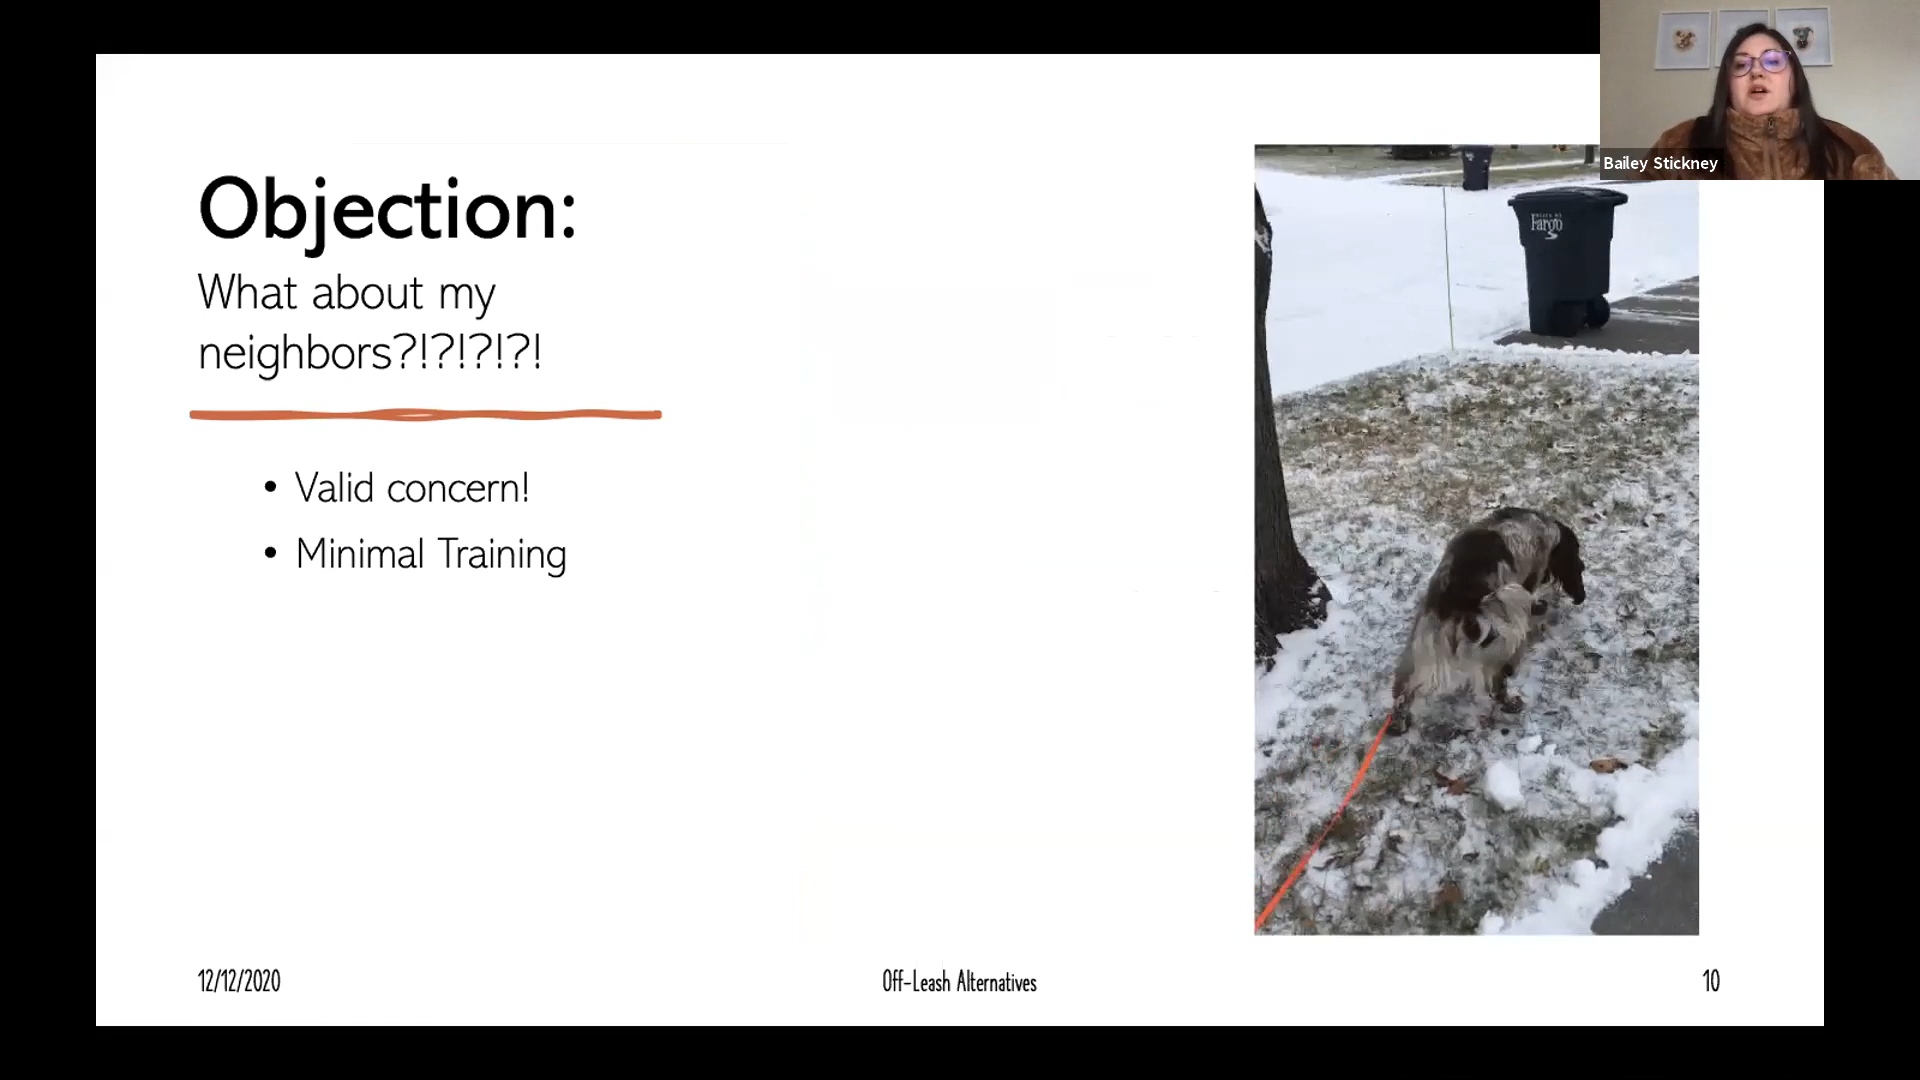 Objection:
What about my
neighbors?!?!?!?!
• Valid concern!
• Minimal Training
Fargo
Bailey Stickney
12/12/2020
Off-Leash Alternatives
10